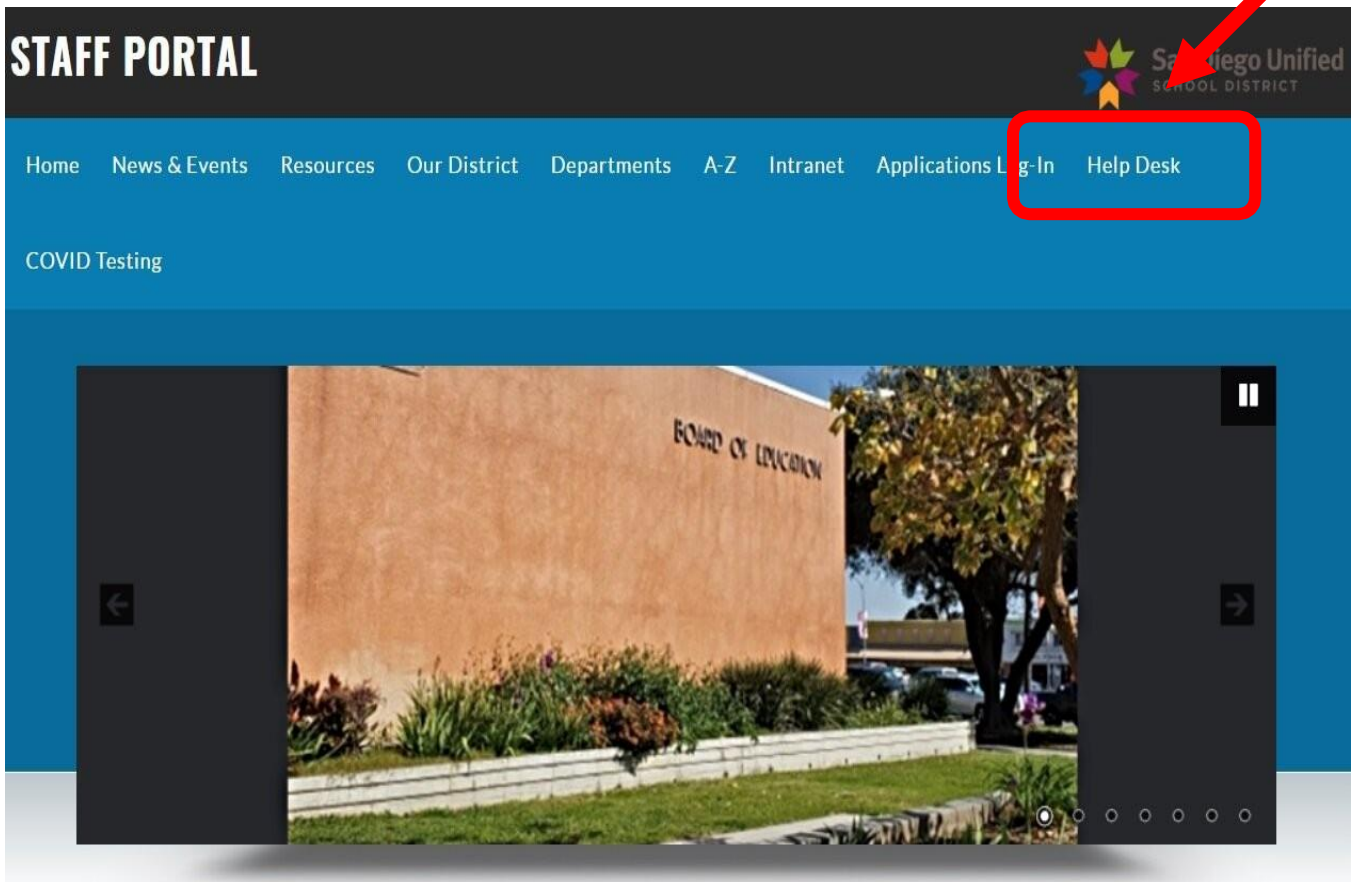 STAFF PORTAL
San Diego Unified
SCHOOL DISTRICT
Home News & Events Resources Our District Departments A-Z Intranet Applications Log-In Help Desk
COVID Testing
BOARD OF EDUCATION